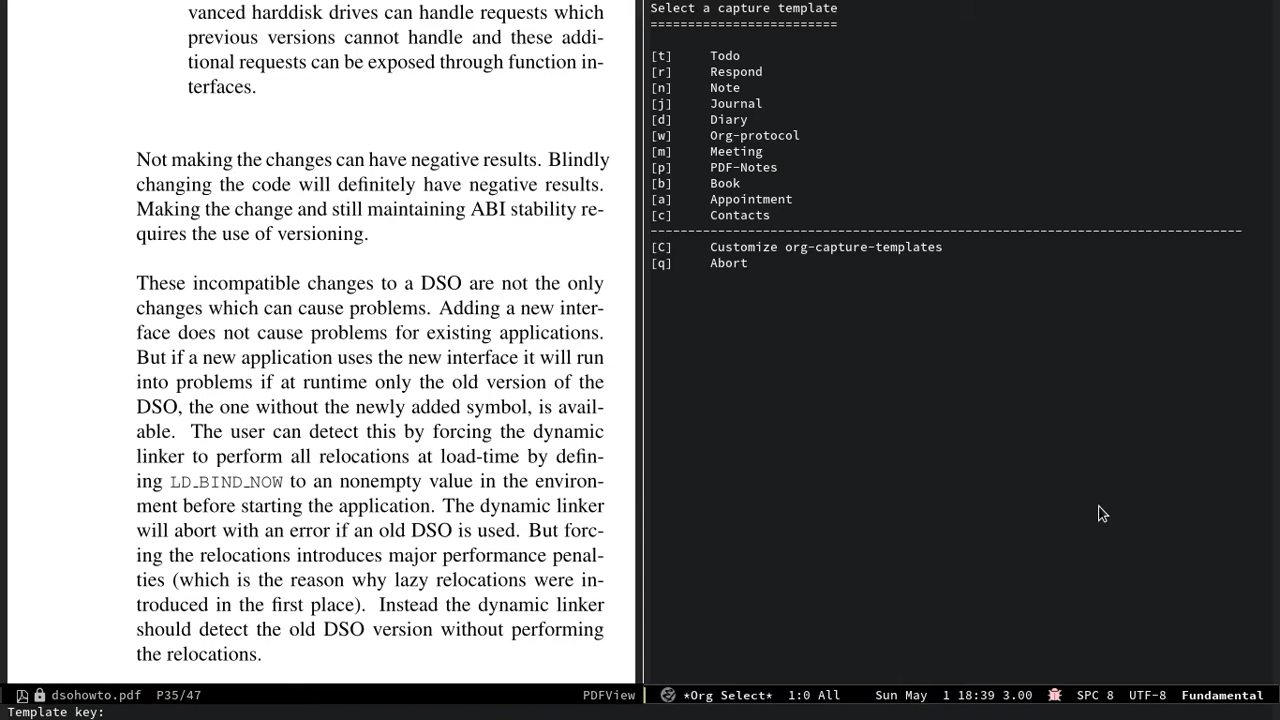 vanced harddisk drives can handle requests which
previous versions cannot handle and these addi-
tional requests can be exposed through function in-
terfaces.
Not making the changes can have negative results. Blindly
changing the code will definitely have negative results.
Making the change and still maintaining ABI stability re-
quires the use of versioning.
These incompatible changes to a DSO are not the only
changes which can cause problems. Adding a new inter-
face does not cause problems for existing applications.
But if a new application uses the new interface it will run
into problems if at runtime only the old version of the
DSO, the one without the newly added symbol, is avail-
able. The user can detect this by forcing the dynamic
linker to perform all relocations at load-time by defin-
ing LD_BIND_NOW to an nonempty value in the environ-
ment before starting the application. The dynamic linker
will abort with an error if an old DSO is used. But forc-
ing the relocations introduces major performance penal-
ties (which is the reason why lazy relocations were in-
troduced in the first place). Instead the dynamic linker
should detect the old DSO version without performing
the relocations.
dsohowto.pdf P35/47 PDFView
Select a capture template
=========================
[t] Todo
[r] Respond
[n] Note
[j] Journal
[d] Diary
[w] Org-protocol
[m] Meeting
[p] PDF-Notes
[b] Book
[a] Appointment
[c] Contacts
-------------------------------------------------------------------------------
[C] Customize org-capture-templates
[q] Abort
*Org Select* 1:0 All Sun May 1 18:39 3.00 SPC 8 UTF-8 Fundamental
Template key: